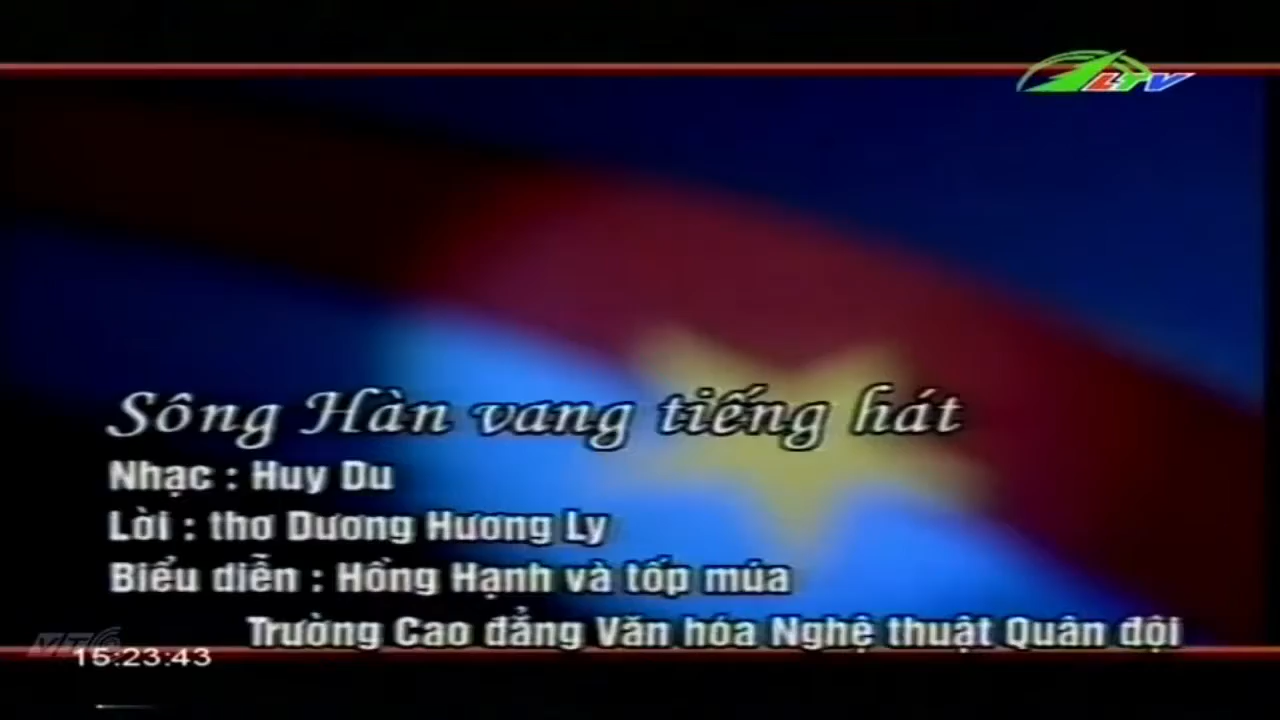 LTV
Sông Hàn vang tiếng hát
Nhạc : Huy Du
Lời : thơ Dương Hương Ly
Biểu diễn : Hồng Hạnh và tốp múa
Trường Cao đẳng Văn hóa Nghệ thuật Quân đội
15:23:43